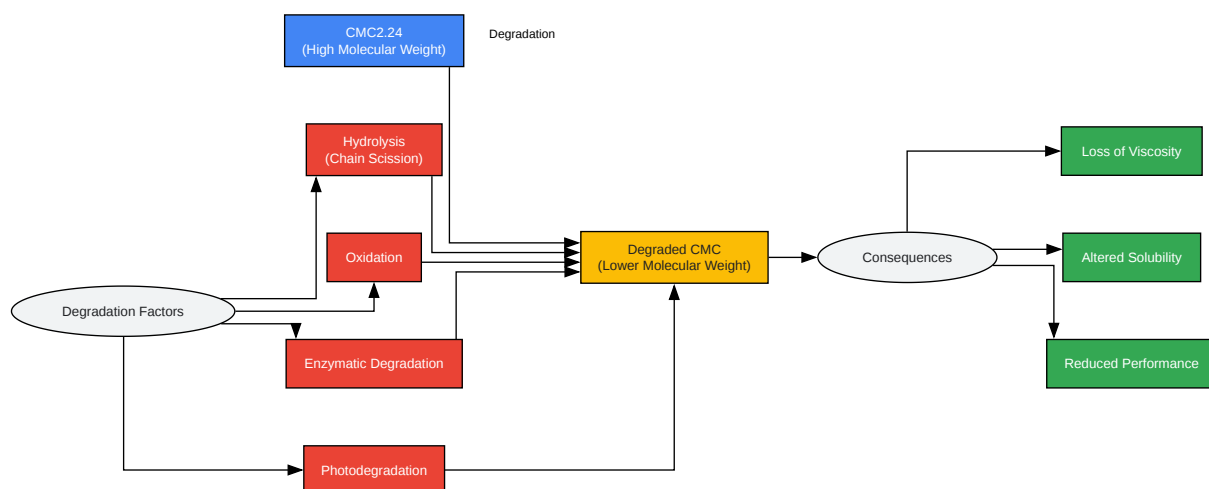 CMC2.24
(High Molecular Weight)
Degradation
Hydrolysis
(Chain Scission)
Loss of Viscosity
Oxidation
Degraded CMC
(Lower Molecular Weight)
Consequences
Altered Solubility
Degradation Factors
Enzymatic Degradation
Reduced Performance
Photodegradation